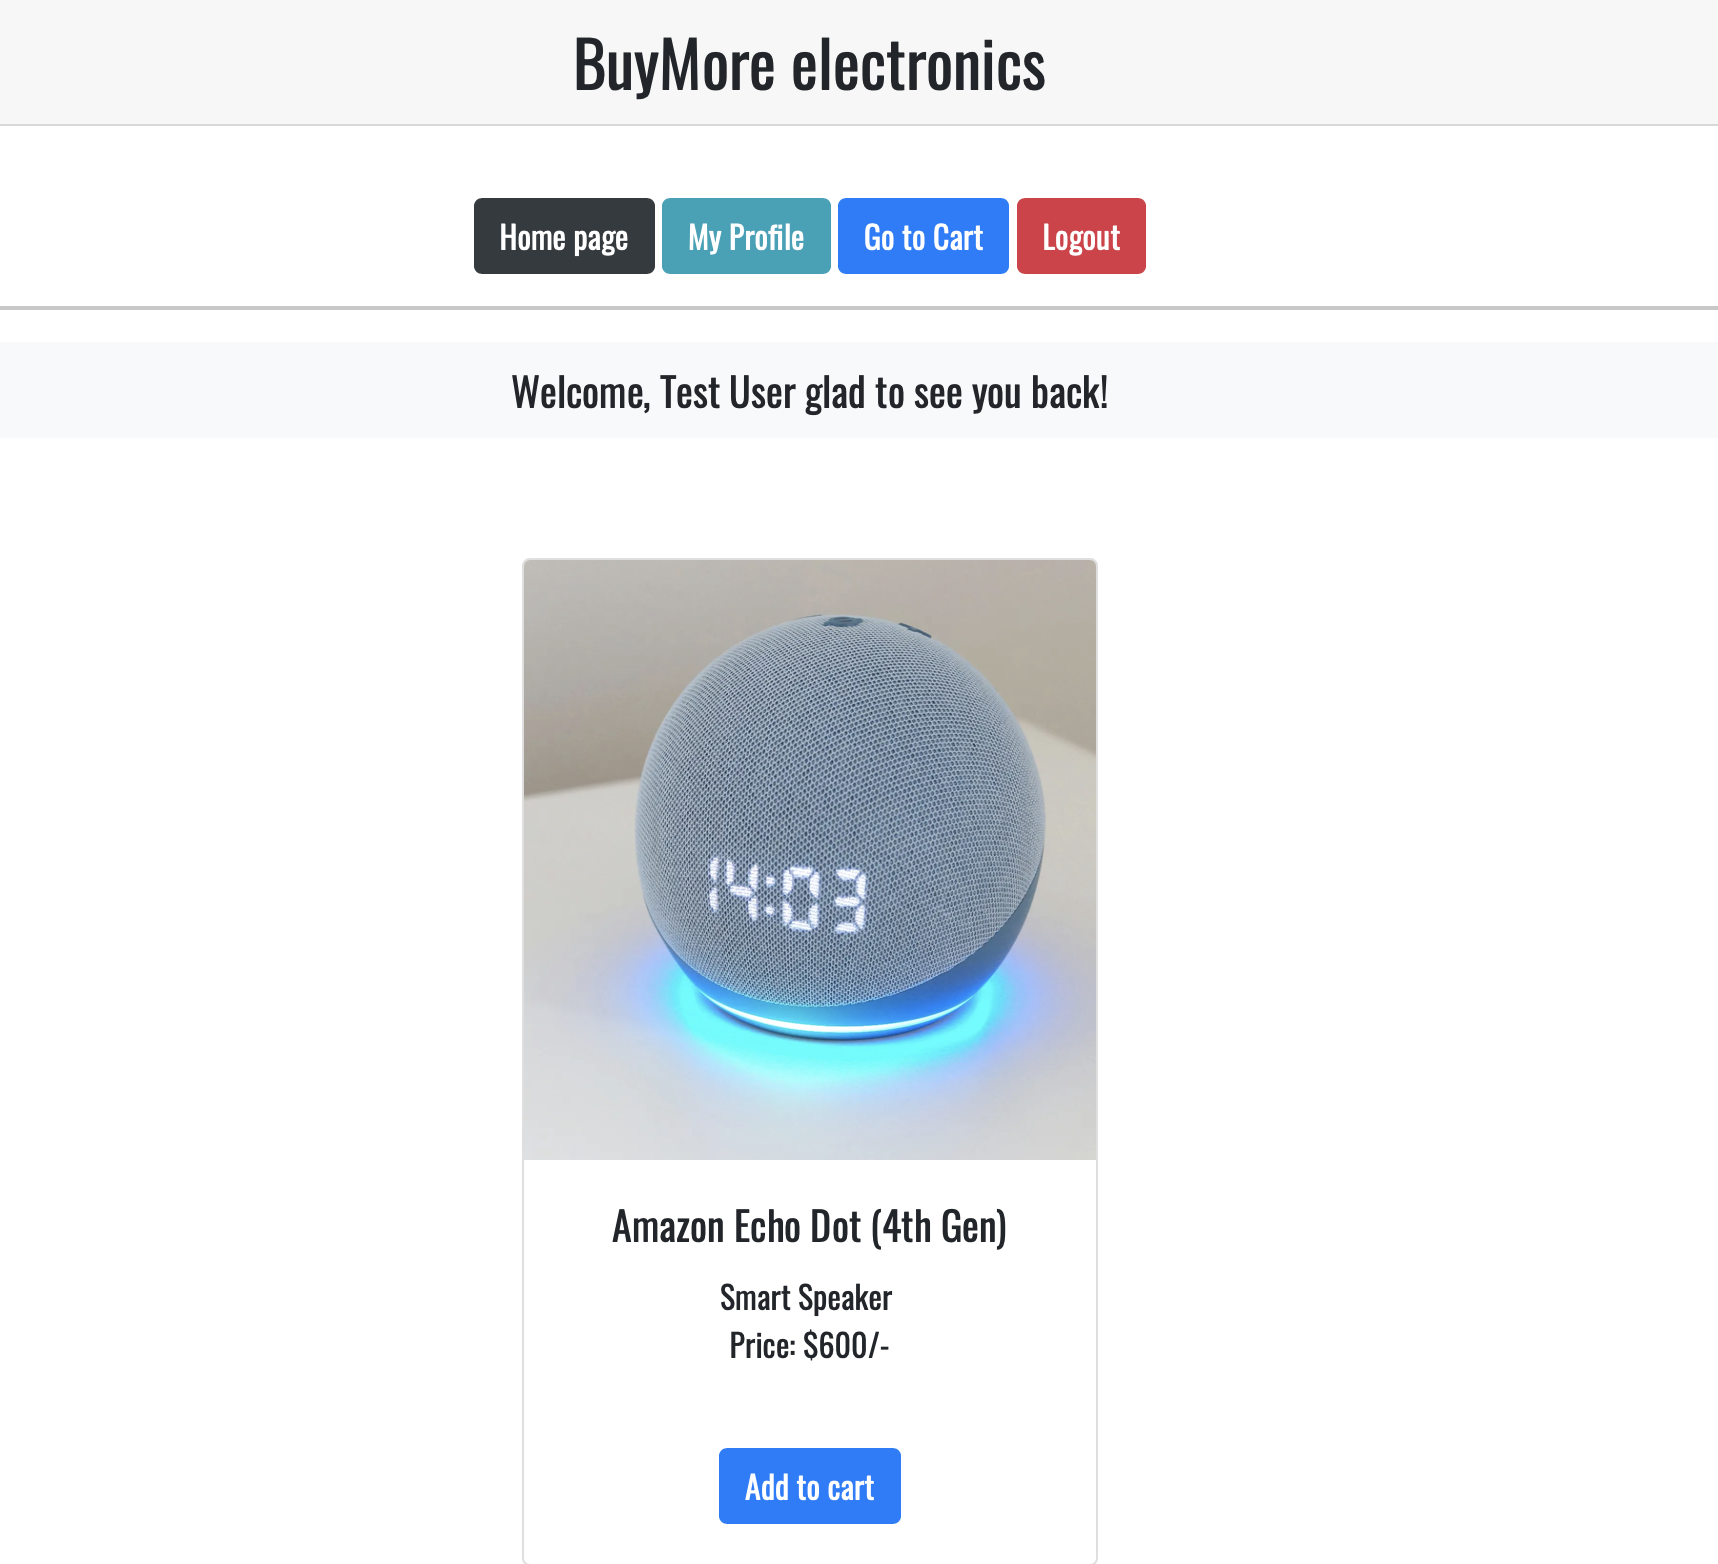 BuyMore electronics
Home page My Profile Go to Cart Logout
Welcome, Test User glad to see you back!
14:03
Amazon Echo Dot (4th Gen)
Smart Speaker
Price: $600/-
Add to cart